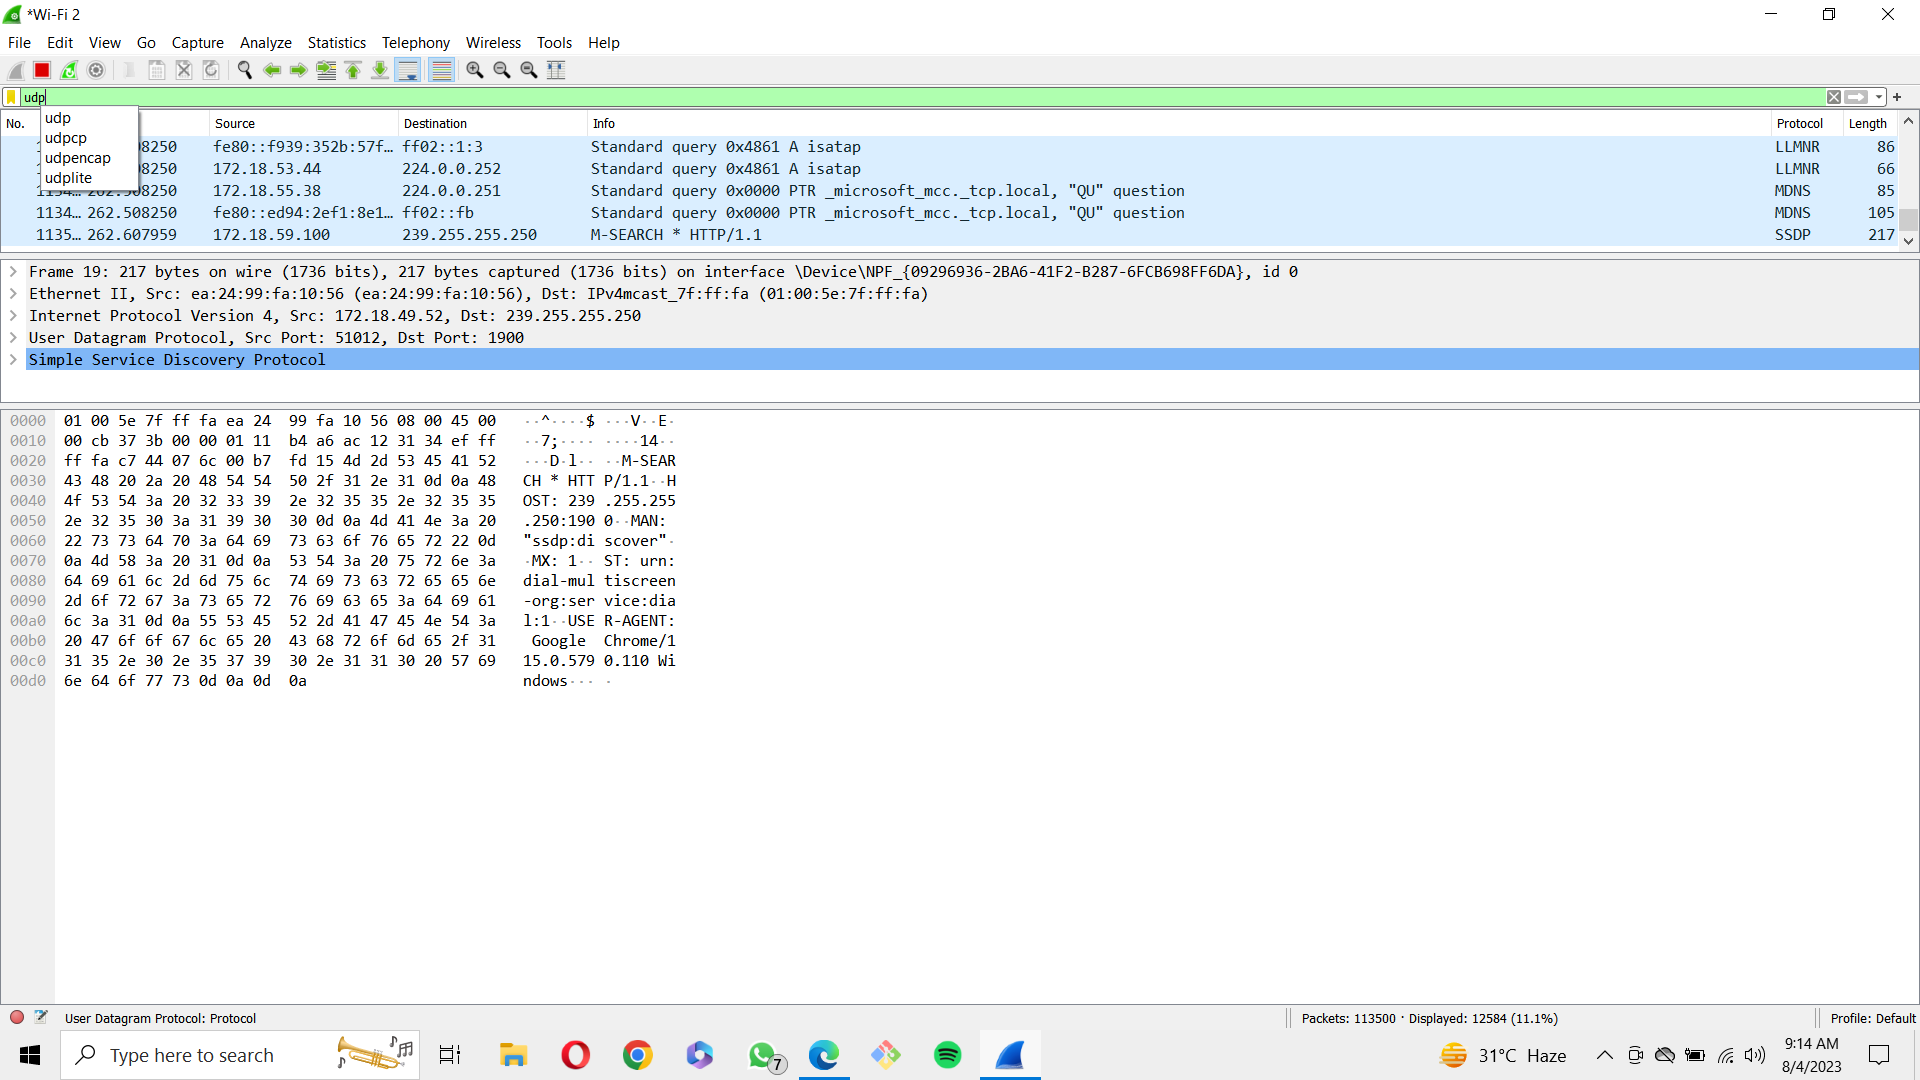 *Wi-Fi 2
File Edit View Go Capture Analyze Statistics Telephony Wireless Tools Help
udp
udp
udpcp
udpencap
udplite
No. Source Destination Info Protocol Length
8250 fe80::f939:352b:57f… ff02::1:3 Standard query 0x4861 A isatap LLMNR 86
8250 172.18.53.44 224.0.0.252 Standard query 0x4861 A isatap LLMNR 66
1134… 262.508250 172.18.55.38 224.0.0.251 Standard query 0x0000 PTR _microsoft_mcc._tcp.local, "QU" question MDNS 85
1134… 262.508250 fe80::ed94:2ef1:8e1… ff02::fb Standard query 0x0000 PTR _microsoft_mcc._tcp.local, "QU" question MDNS 105
1135… 262.607959 172.18.59.100 239.255.255.250 M-SEARCH * HTTP/1.1 SSDP 217
Frame 19: 217 bytes on wire (1736 bits), 217 bytes captured (1736 bits) on interface \Device\NPF_{09296936-2BA6-41F2-B287-6FCB698FF6DA}, id 0
Ethernet II, Src: ea:24:99:fa:10:56 (ea:24:99:fa:10:56), Dst: IPv4mcast_7f:ff:fa (01:00:5e:7f:ff:fa)
Internet Protocol Version 4, Src: 172.18.49.52, Dst: 239.255.255.250
User Datagram Protocol, Src Port: 51012, Dst Port: 1900
Simple Service Discovery Protocol
0000 01 00 5e 7f ff fa ea 24 99 fa 10 56 08 00 45 00 ··^····$ ···V··E·
0010 00 cb 37 3b 00 00 01 11 b4 a6 ac 12 31 34 ef ff ··7;···· ····14··
0020 ff fa c7 44 07 6c 00 b7 fd 15 4d 2d 53 45 41 52 ···D·l·· ··M-SEAR
0030 43 48 20 2a 20 48 54 54 50 2f 31 2e 31 0d 0a 48 CH * HTT P/1.1··H
0040 4f 53 54 3a 20 32 33 39 2e 32 35 35 2e 32 35 35 OST: 239 .255.255
0050 2e 32 35 30 3a 31 39 30 30 0d 0a 4d 41 4e 3a 20 .250:190 0··MAN:
0060 22 73 73 64 70 3a 64 69 73 63 6f 76 65 72 22 0d "ssdp:di scover"·
0070 0a 4d 58 3a 20 31 0d 0a 53 54 3a 20 75 72 6e 3a ·MX: 1·· ST: urn:
0080 64 69 61 6c 2d 6d 75 6c 74 69 73 63 72 65 65 6e dial-mul tiscreen
0090 2d 6f 72 67 3a 73 65 72 76 69 63 65 3a 64 69 61 -org:ser vice:dia
00a0 6c 3a 31 0d 0a 55 53 45 52 2d 41 47 45 4e 54 3a l:1··USE R-AGENT:
00b0 20 47 6f 6f 67 6c 65 20 43 68 72 6f 6d 65 2f 31 Google Chrome/1
00c0 31 35 2e 30 2e 35 37 39 30 2e 31 31 30 20 57 69 15.0.579 0.110 Wi
00d0 6e 64 6f 77 73 0d 0a 0d 0a ndows··· ·
User Datagram Protocol: Protocol Packets: 113500 · Displayed: 12584 (11.1%) Profile: Default
Type here to search 7 31°C Haze 9:14 AM
8/4/2023